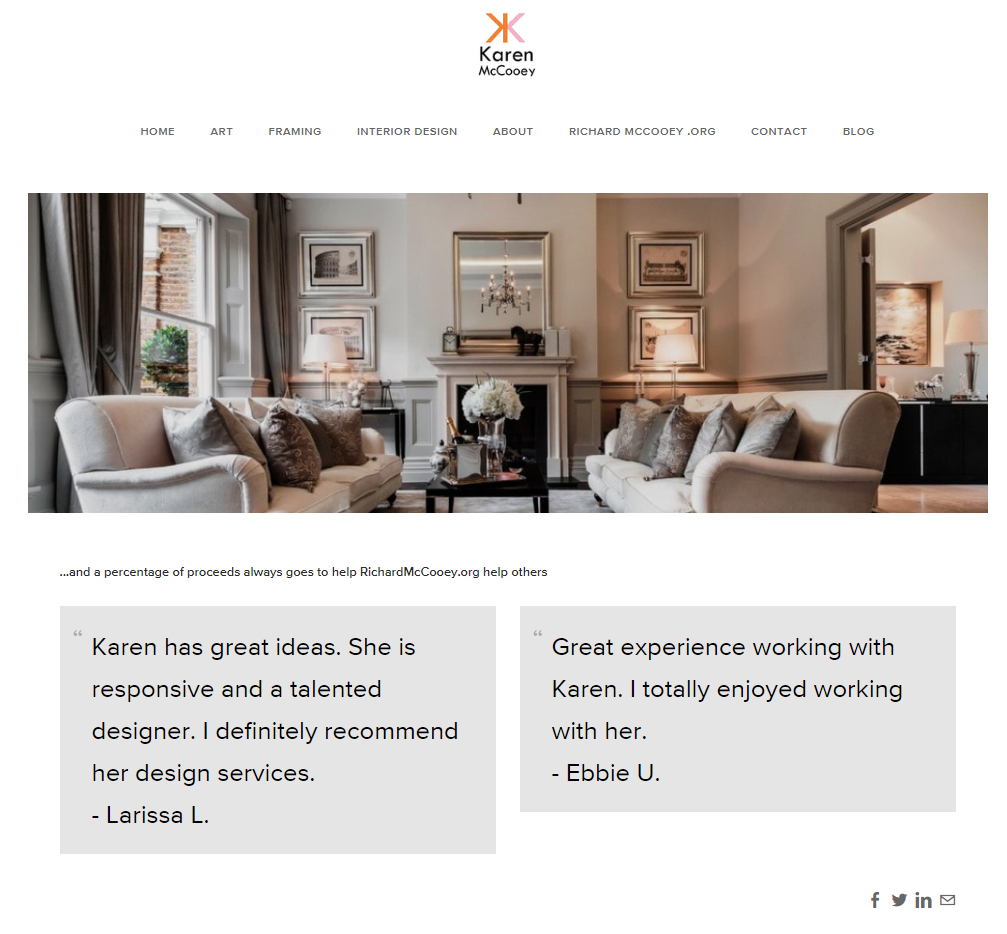 Karen
McCooey
HOME ART FRAMING INTERIOR DESIGN ABOUT RICHARD MCCOOEY .ORG CONTACT BLOG
...and a percentage of proceeds always goes to help RichardMcCooey.org help others
“ Karen has great ideas. She is
responsive and a talented
designer. I definitely recommend
her design services.
- Larissa L.
“ Great experience working with
Karen. I totally enjoyed working
with her.
- Ebbie U.